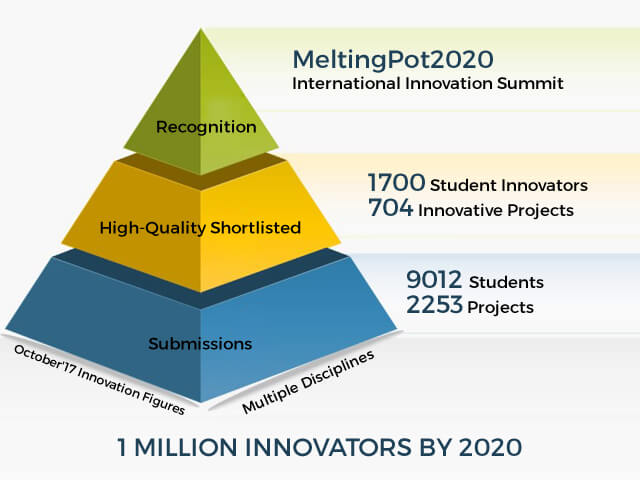 MeltingPot2020
International Innovation Summit
Recognition
1700 Student Innovators
704 Innovative Projects
High-Quality Shortlisted
9012 Students
2253 Projects
Submissions
October'17 Innovation Figures
Multiple Disciplines
1 MILLION INNOVATORS BY 2020